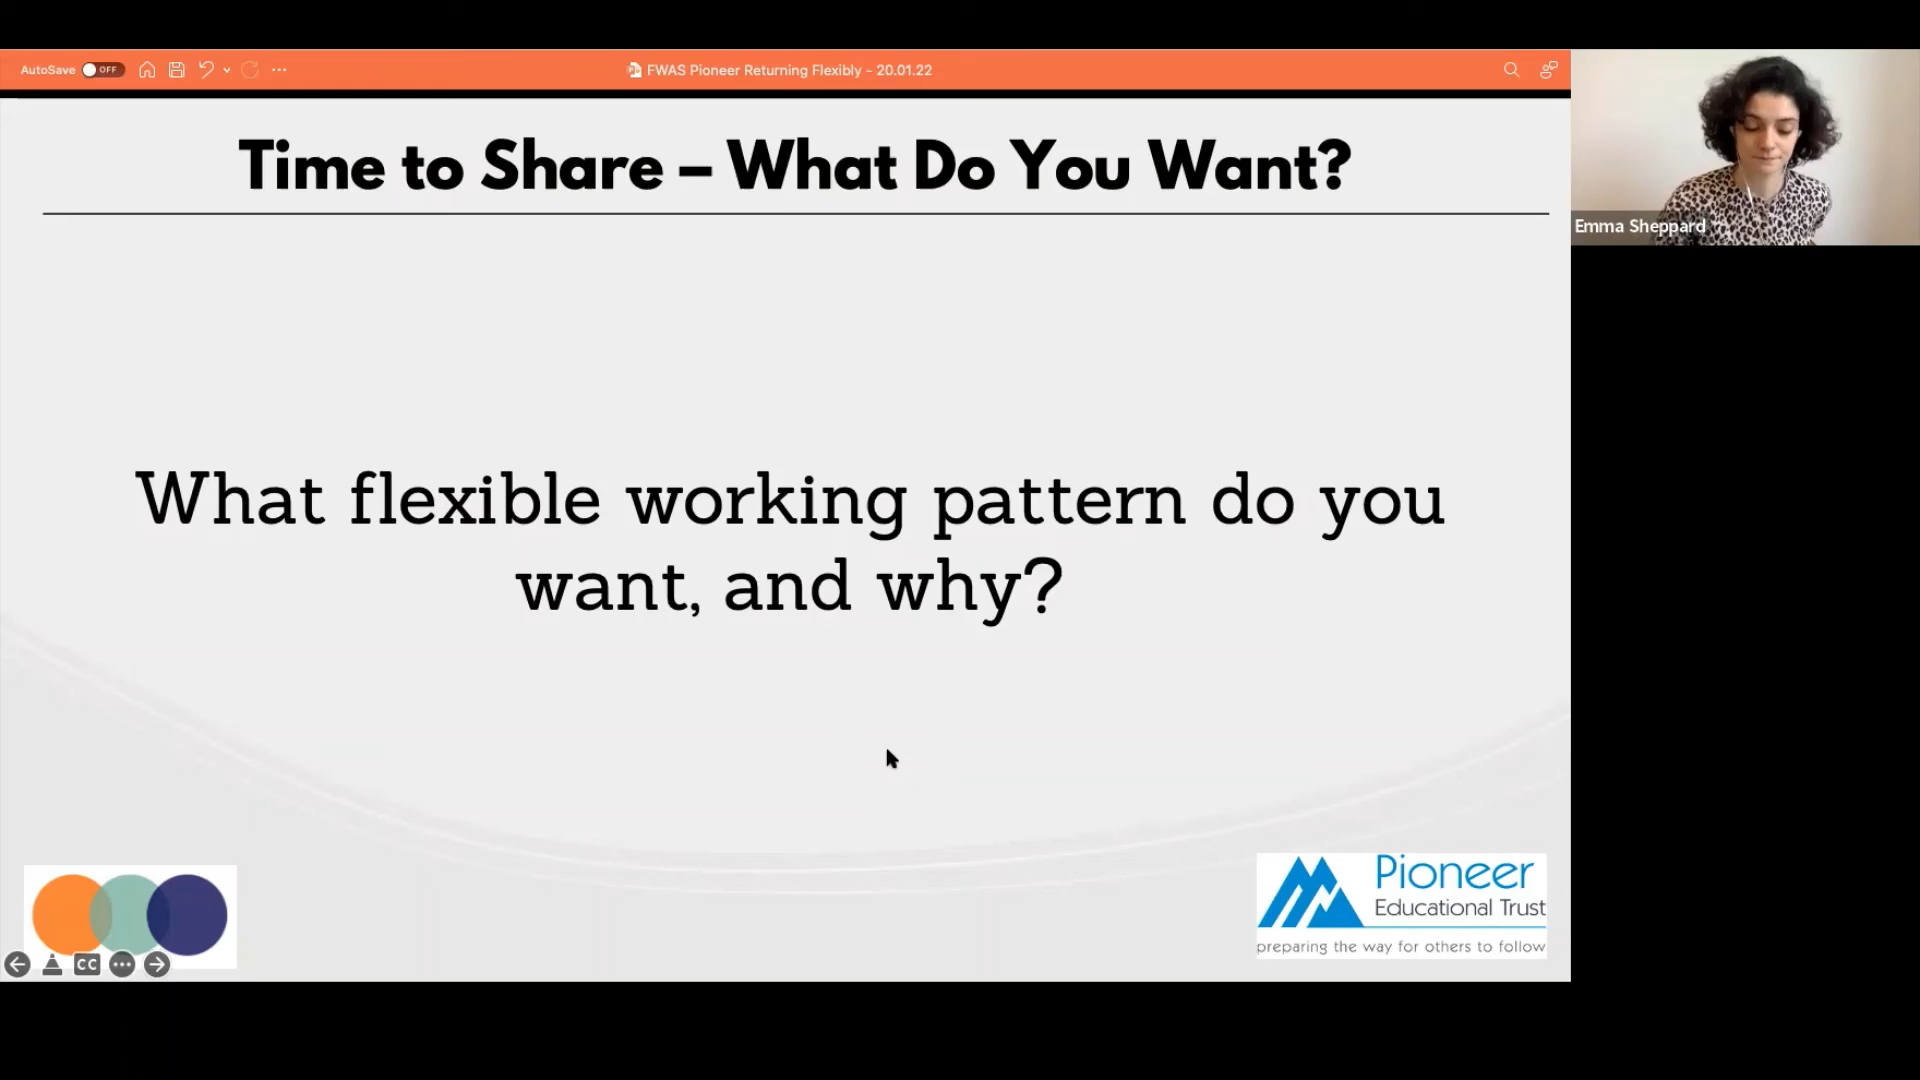 AutoSave OFF
FWAS Pioneer Returning Flexibly - 20.01.22
Time to Share – What Do You Want?
Emma Sheppard
What flexible working pattern do you
want, and why?
Pioneer
Educational Trust
preparing the way for others to follow
CC